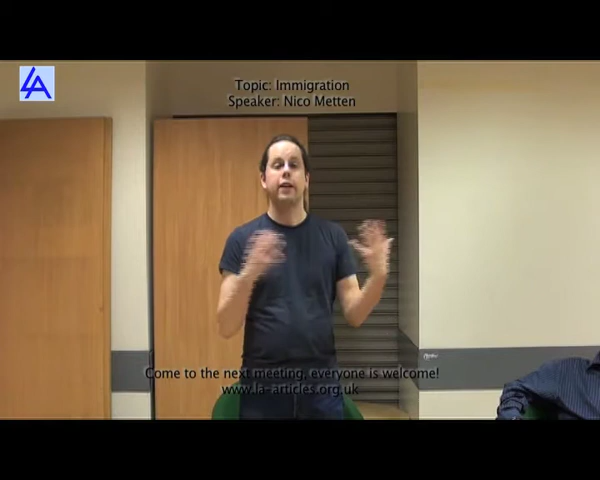 LA
Topic: Immigration
Speaker: Nico Metten
Come to the next meeting, everyone is welcome!
www.la-articles.org.uk